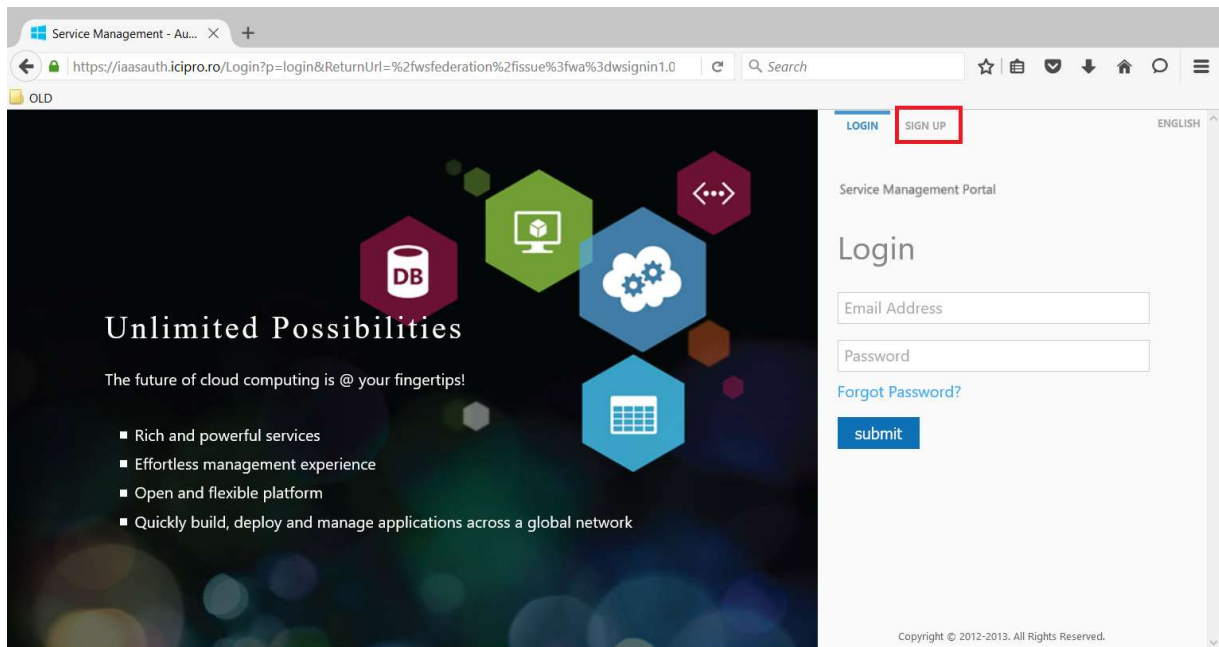 Service Management - Au...
https://iaasauth.icipro.ro/Login?p=login&ReturnUrl=%2fwsfederation%2fissue%3fwa%3dwsignin1.0
Search
OLD
LOGIN SIGN UP ENGLISH
Service Management Portal
Login
Email Address
Password
Forgot Password?
submit
DB
Unlimited Possibilities
The future of cloud computing is @ your fingertips!
Rich and powerful services
Effortless management experience
Open and flexible platform
Quickly build, deploy and manage applications across a global network
Copyright © 2012-2013. All Rights Reserved.